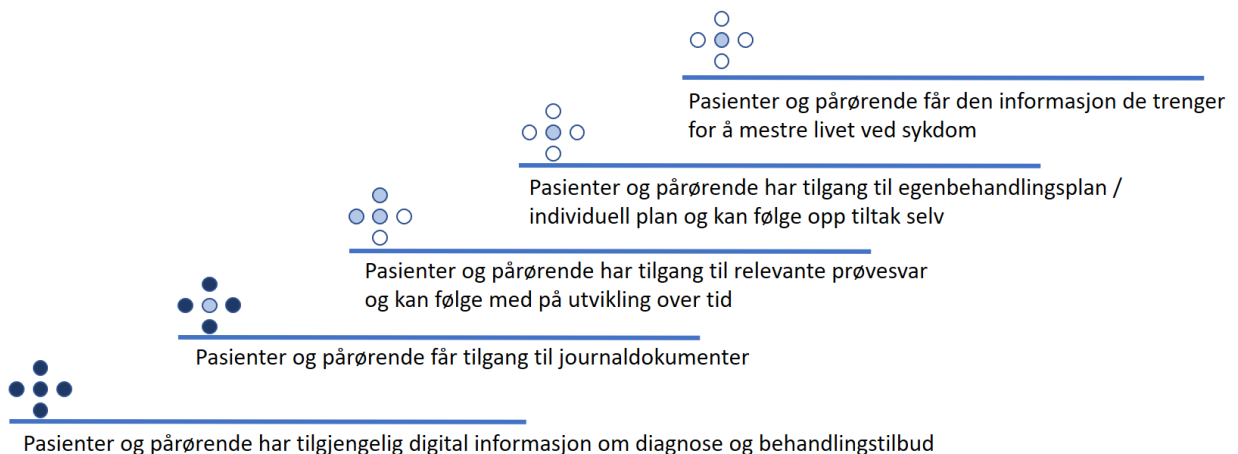 Pasienter og pårørende får den informasjon de trenger
for å mestre livet ved sykdom
Pasienter og pårørende har tilgang til egenbehandlingsplan /
individuell plan og kan følge opp tiltak selv
Pasienter og pårørende har tilgang til relevante prøvesvar
og kan følge med på utvikling over tid
Pasienter og pårørende får tilgang til journaldokumenter
Pasienter og pårørende har tilgjengelig digital informasjon om diagnose og behandlingstilbud